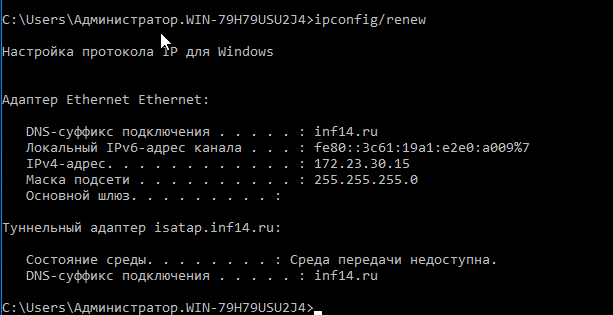 C:\Users\Администратор.WIN-79H79USU2J4>ipconfig/renew
Настройка протокола IP для Windows
Адаптер Ethernet Ethernet:
DNS-суффикс подключения . . . . . : inf14.ru
Локальный IPv6-адрес канала . . . : fe80::3c61:19a1:e2e0:a009%7
IPv4-адрес. . . . . . . . . . . . : 172.23.30.15
Маска подсети . . . . . . . . . . : 255.255.255.0
Основной шлюз. . . . . . . . . :
Туннельный адаптер isatap.inf14.ru:
Состояние среды. . . . . . . . : Среда передачи недоступна.
DNS-суффикс подключения . . . . . : inf14.ru
C:\Users\Администратор.WIN-79H79USU2J4>